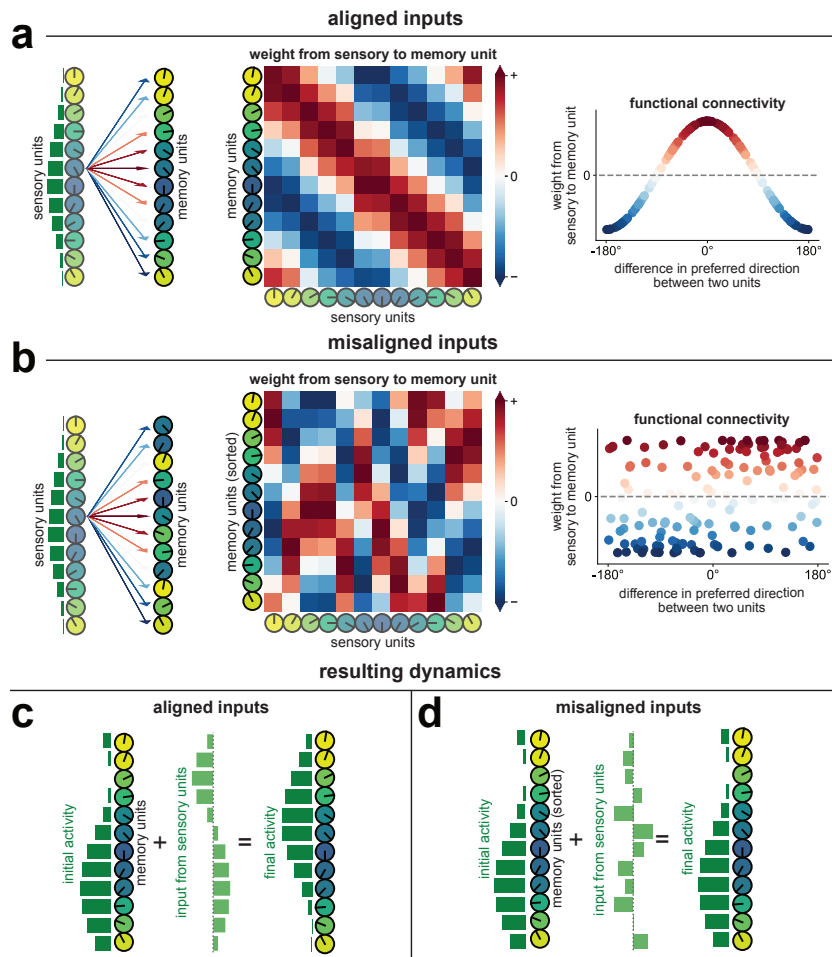 a
aligned inputs
weight from sensory to memory unit
sensory units
memory units
memory units
sensory units
+
0
−
functional connectivity
weight from
sensory to memory unit
0
-180°
0°
180°
difference in preferred direction
between two units
b
misaligned inputs
weight from sensory to memory unit
sensory units
memory units
memory units (sorted)
sensory units
+
0
−
functional connectivity
weight from
sensory to memory unit
0
-180°
0°
180°
difference in preferred direction
between two units
resulting dynamics
c
aligned inputs
initial activity
memory units
+
input from sensory units
=
final activity
d
misaligned inputs
initial activity
memory units (sorted)
+
input from sensory units
=
final activity